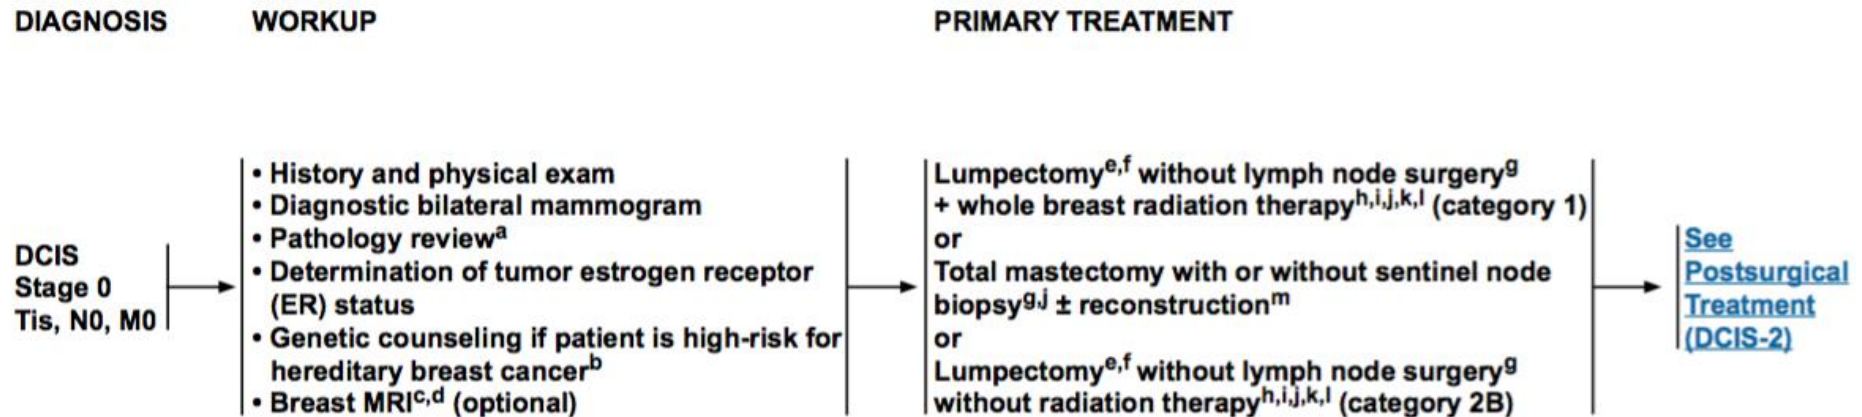 DIAGNOSIS
WORKUP
PRIMARY TREATMENT
DCIS
Stage 0
Tis, N0, M0
• History and physical exam
• Diagnostic bilateral mammogram
• Pathology reviewa
• Determination of tumor estrogen receptor
(ER) status
• Genetic counseling if patient is high-risk for
hereditary breast cancerb
• Breast MRIc,d (optional)
Lumpectomye,f without lymph node surgeryg
+ whole breast radiation therapyh,i,j,k,l (category 1)
or
Total mastectomy with or without sentinel node
biopsyg,j ± reconstructionm
or
Lumpectomye,f without lymph node surgeryg
without radiation therapyh,i,j,k,l (category 2B)
See
Postsurgical
Treatment
(DCIS-2)